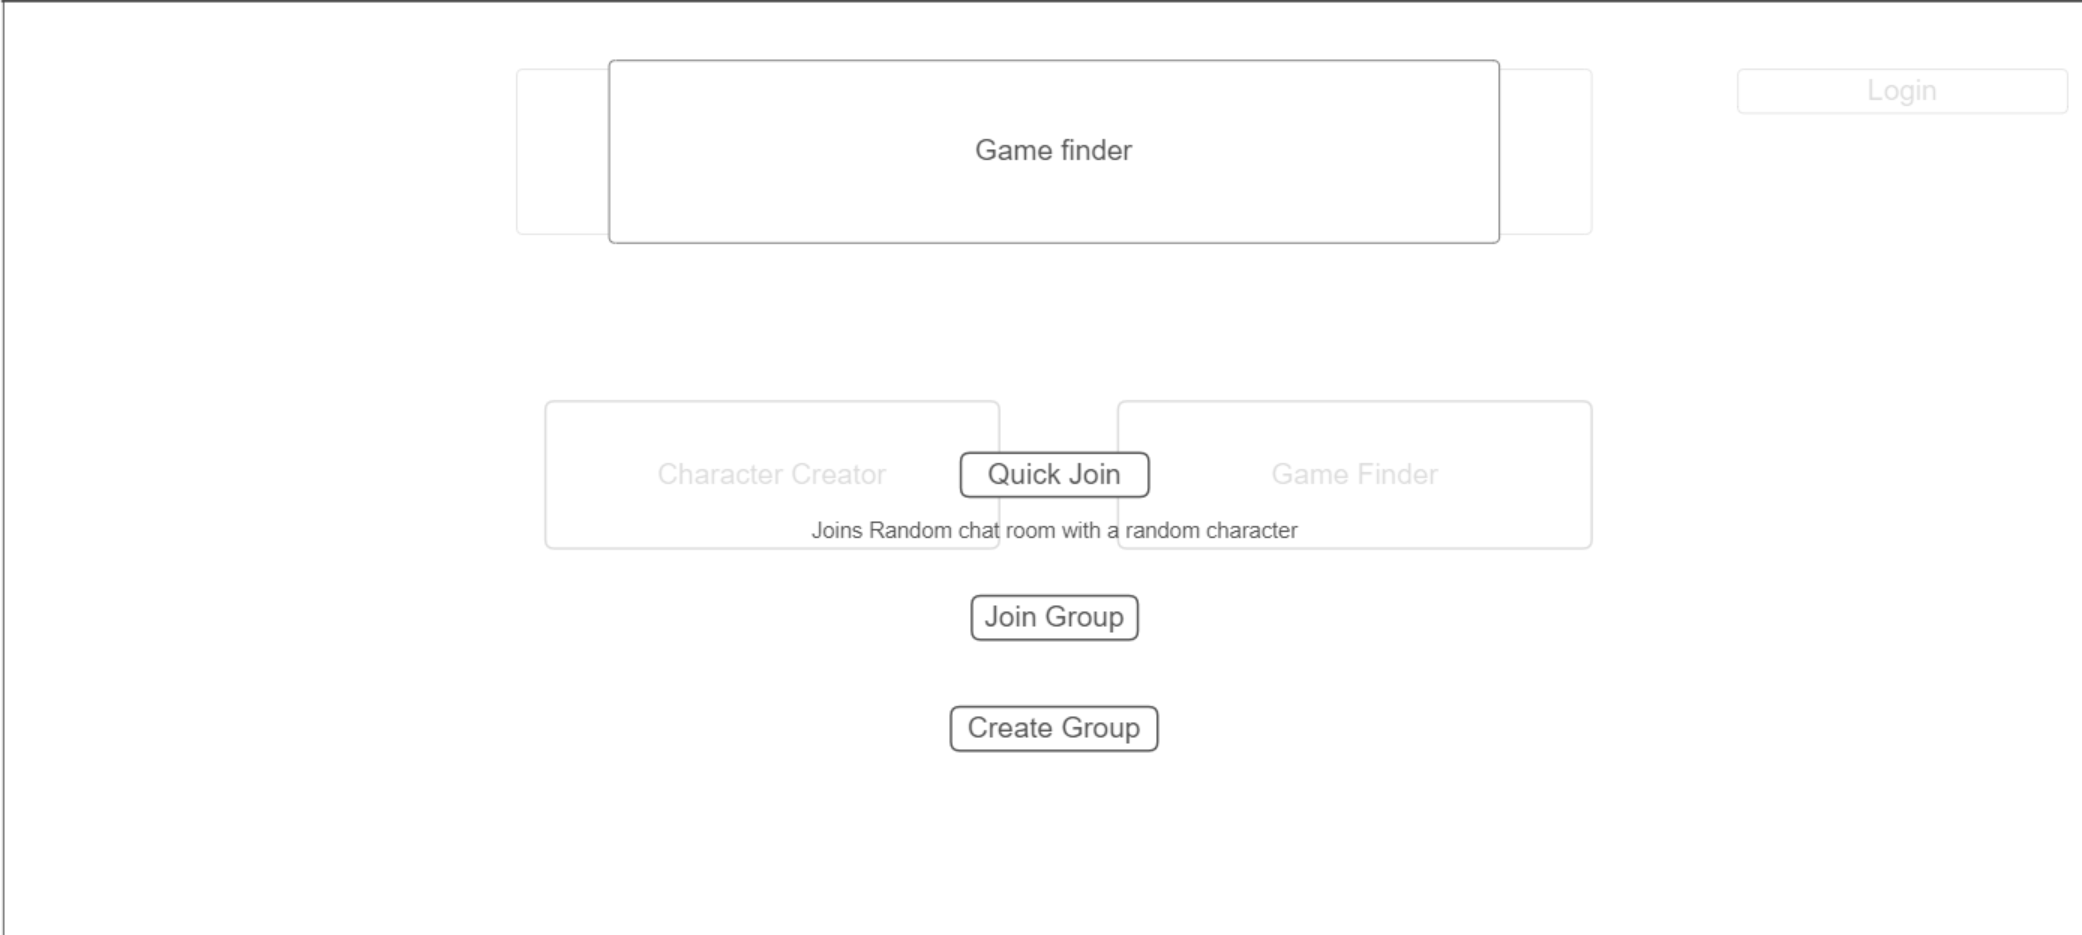 Game finder
Login
Character Creator
Quick Join
Game Finder
Joins Random chat room with a random character
Join Group
Create Group